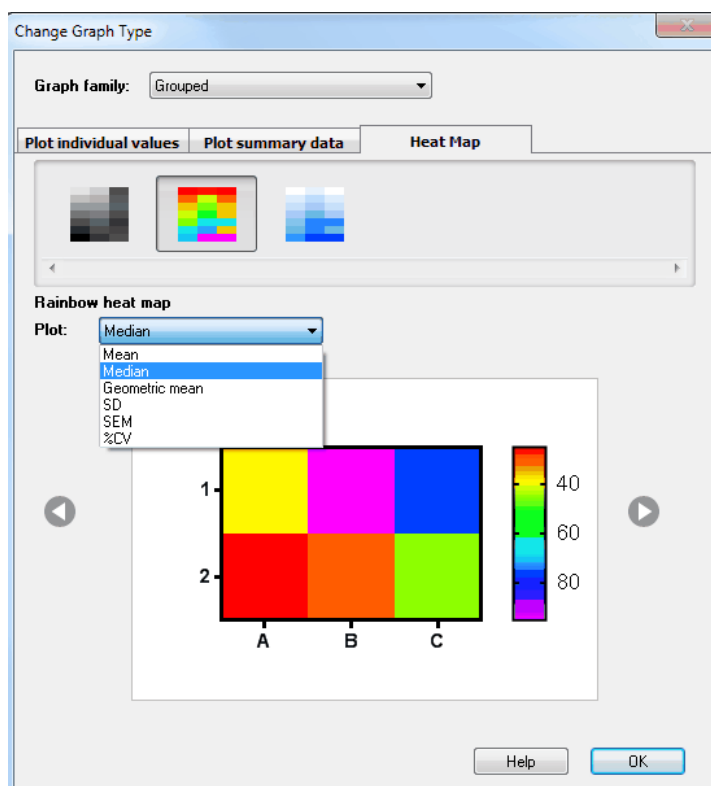 Change Graph Type
Graph family: Grouped
Plot individual values Plot summary data Heat Map
Rainbow heat map
Plot: Median
Mean
Median
Geometric mean
SD
SEM
%CV
1
2
A B C
40
60
80
Help OK